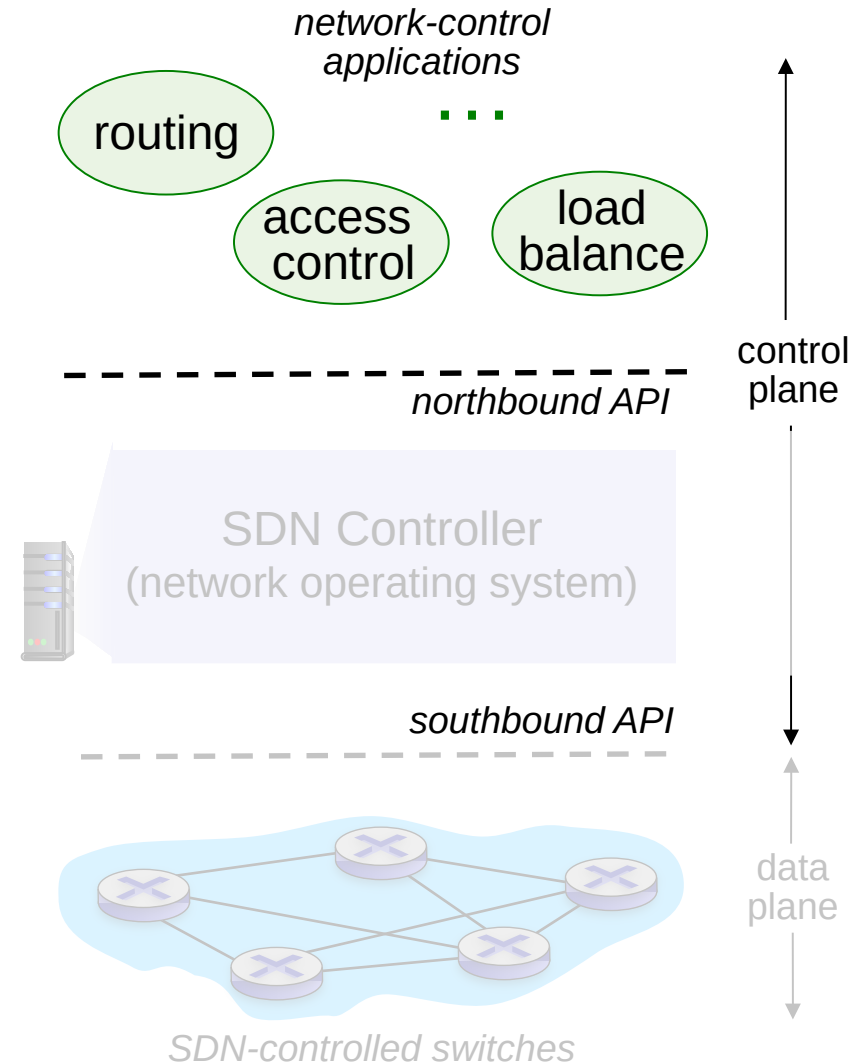 network-control
applications
routing
...
access
control
load
balance
control
plane
northbound API
SDN Controller
(network operating system)
southbound API
data
plane
SDN-controlled switches